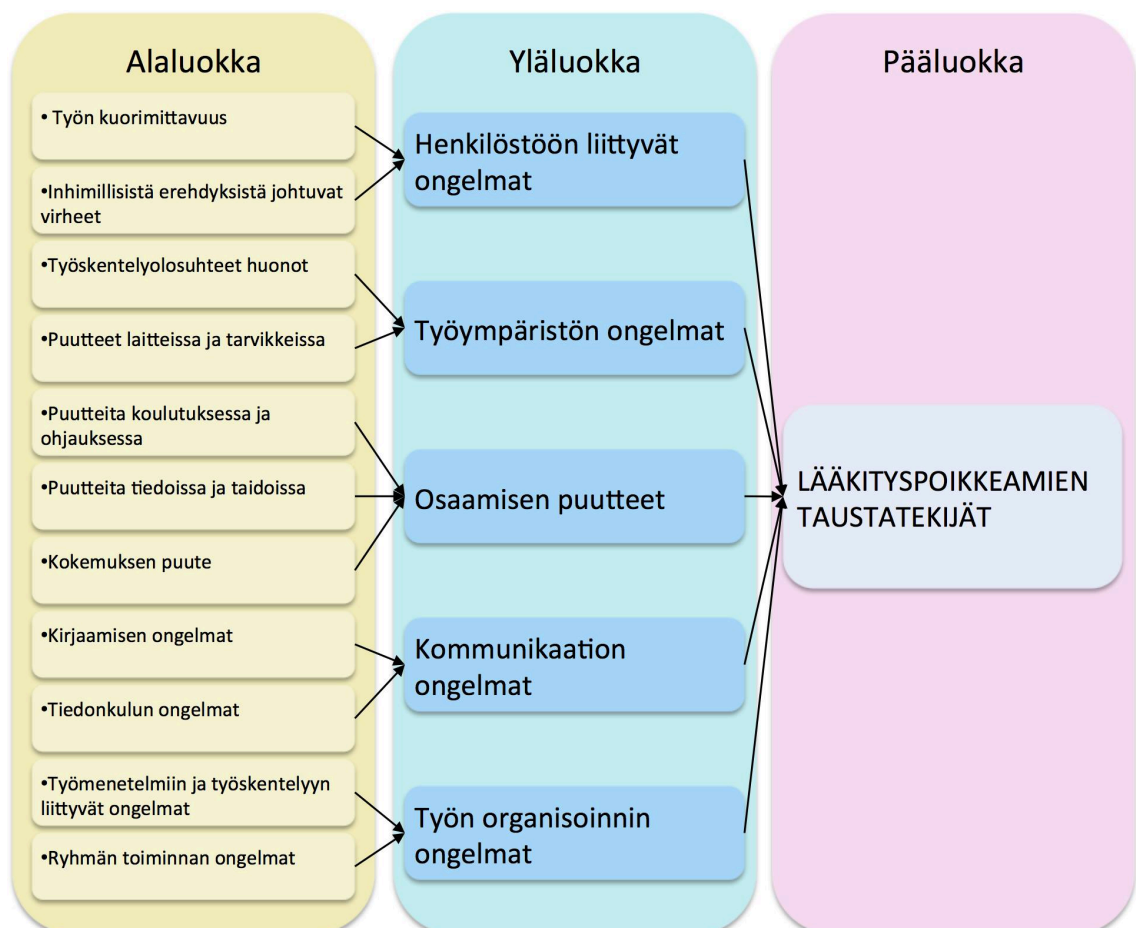 Alaluokka
• Työn kuorimittavuus
•Inhimillisistä erehdyksistä johtuvat
virheet
•Työskentelyolosuhteet huonot
•Puutteet laitteissa ja tarvikkeissa
•Puutteita koulutuksessa ja
ohjauksessa
•Puutteita tiedoissa ja taidoissa
•Kokemuksen puute
•Kirjaamisen ongelmat
•Tiedonkulun ongelmat
•Työmenetelmiin ja työskentelyyn
liittyvät ongelmat
•Ryhmän toiminnan ongelmat
Yläluokka
Henkilöstöön liittyvät
ongelmat
Työympäristön ongelmat
Osaamisen puutteet
Kommunikaation
ongelmat
Työn organisoinnin
ongelmat
Pääluokka
LÄÄKITYSPOIKKEAMIEN
TAUSTATEKIJÄT